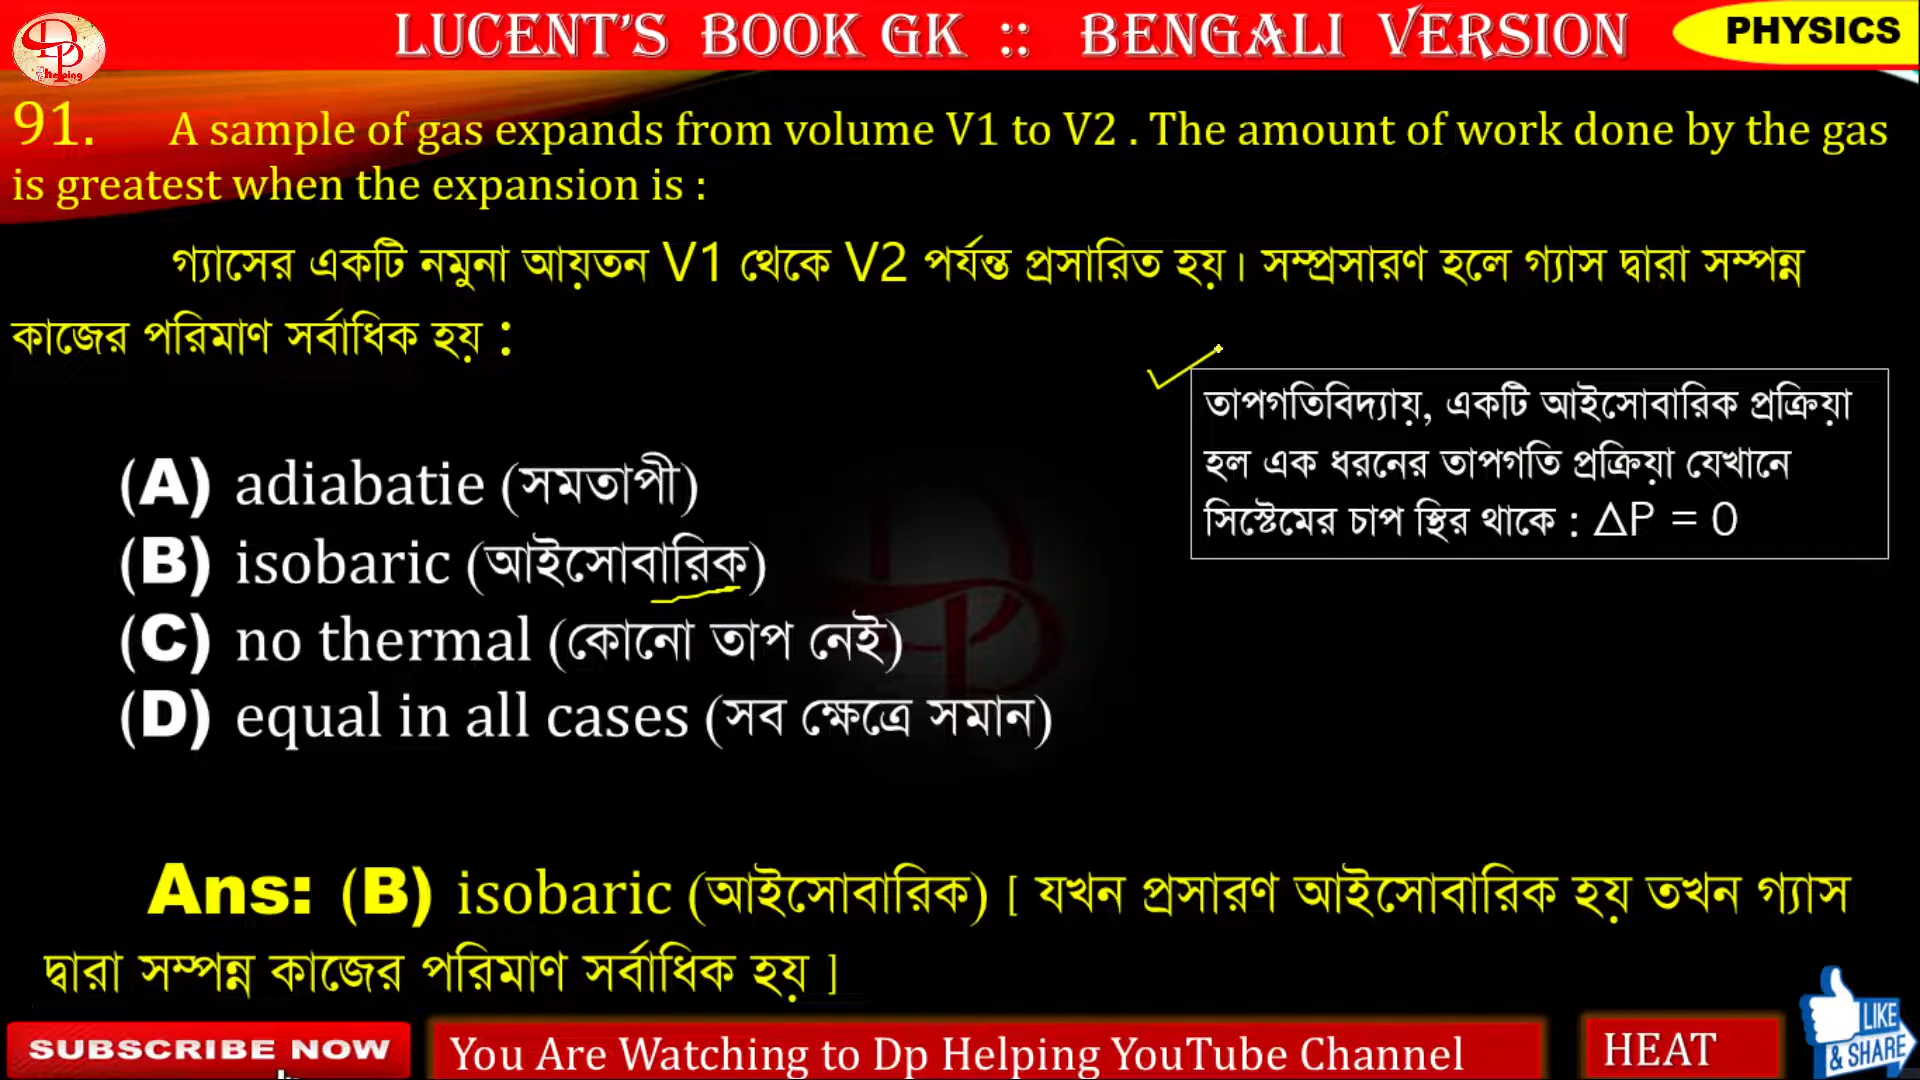 LUCENT'S BOOK GK :: BENGALI VERSION
PHYSICS
DP
helping
91. A sample of gas expands from volume V1 to V2 . The amount of work done by the gas
is greatest when the expansion is :
গ্যাসের একটি নমুনা আয়তন V1 থেকে V2 পর্যন্ত প্রসারিত হয়। সম্প্রসারণ হলে গ্যাস দ্বারা সম্পন্ন
কাজের পরিমাণ সর্বাধিক হয় :
তাপগতিবিদ্যায়, একটি আইসোবারিক প্রক্রিয়া
হল এক ধরনের তাপগতি প্রক্রিয়া যেখানে
সিস্টেমের চাপ স্থির থাকে : ΔP = 0
(A) adiabatie (সমতাপী)
(B) isobaric (আইসোবারিক)
(C) no thermal (কোনো তাপ নেই)
(D) equal in all cases (সব ক্ষেত্রে সমান)
Ans: (B) isobaric (আইসোবারিক) [ যখন প্রসারণ আইসোবারিক হয় তখন গ্যাস
দ্বারা সম্পন্ন কাজের পরিমাণ সর্বাধিক হয় ]
SUBSCRIBE NOW
You Are Watching to Dp Helping YouTube Channel
HEAT
LIKE
& SHARE